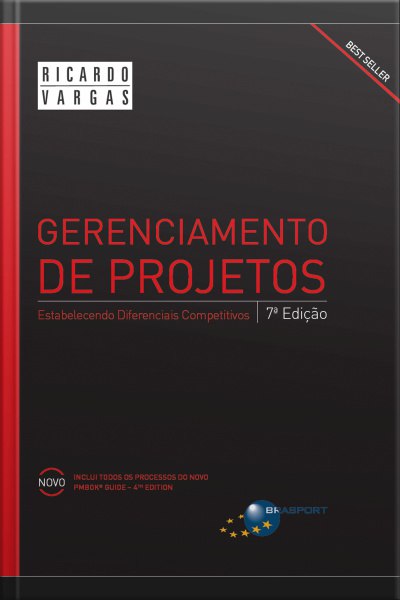 RICARDO
VARGAS
BEST SELLER
GERENCIAMENTO
DE PROJETOS
Estabelecendo Diferenciais Competitivos 7ª Edição
NOVO
INCLUI TODOS OS PROCESSOS DO NOVO
PMBOK® GUIDE – 4TH EDITION
BRASPORT